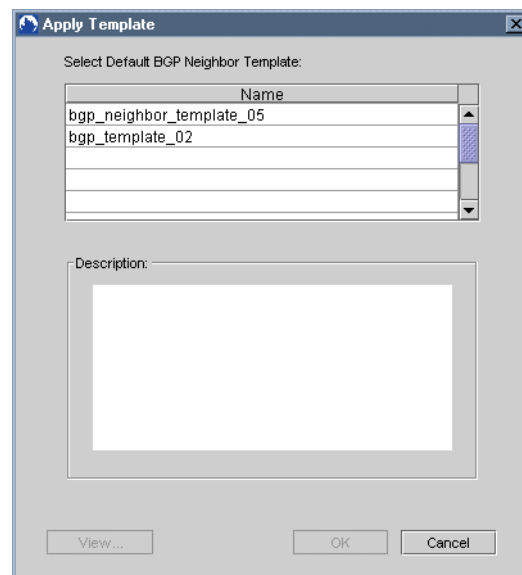 Apply Template
Select Default BGP Neighbor Template:
Name
bgp_neighbor_template_05
bgp_template_02
Description:
View...
OK
Cancel